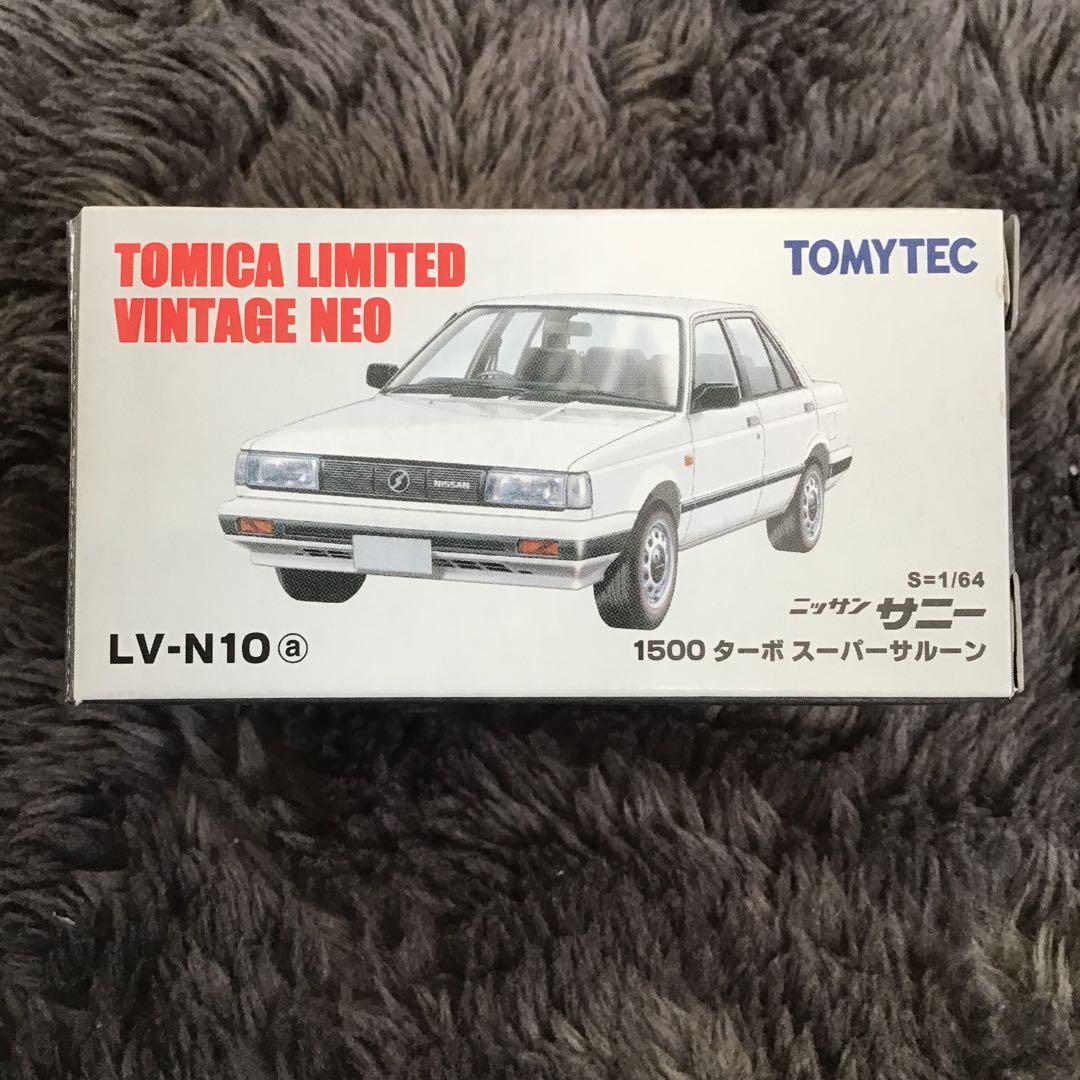 TOMICA LIMITED
VINTAGE NEO
TOMYTEC
NISSAN
S=1/64
ニッサン サニー
LV-N10 ⓐ
1500 ターボ スーパーサルーン